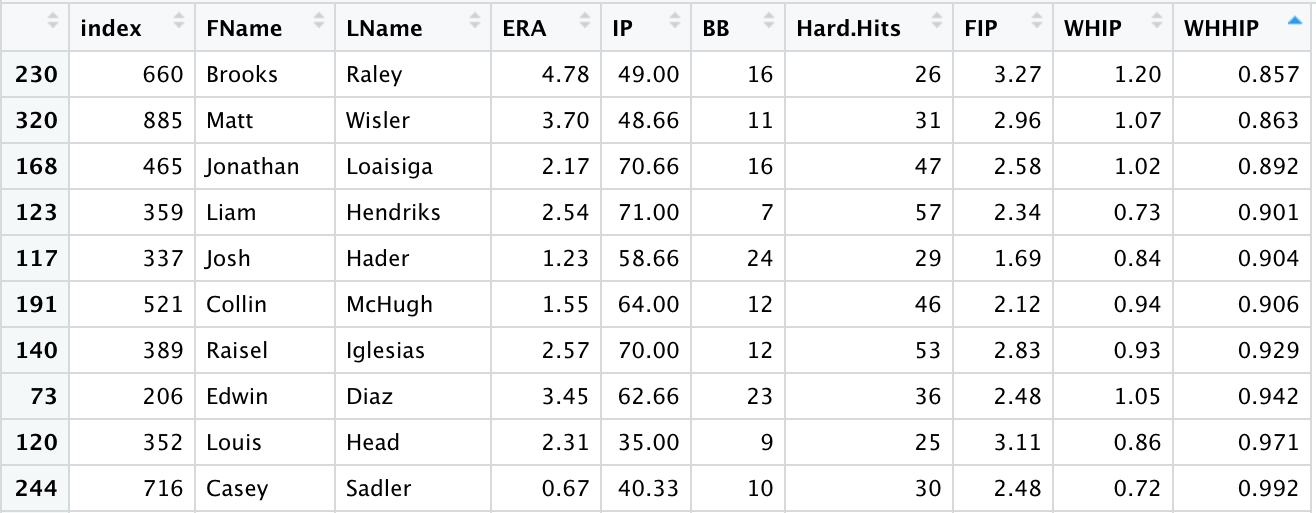 index FName LName ERA IP BB Hard.Hits FIP WHIP WHHIP
230 660 Brooks Raley 4.78 49.00 16 26 3.27 1.20 0.857
320 885 Matt Wisler 3.70 48.66 11 31 2.96 1.07 0.863
168 465 Jonathan Loaisiga 2.17 70.66 16 47 2.58 1.02 0.892
123 359 Liam Hendriks 2.54 71.00 7 57 2.34 0.73 0.901
117 337 Josh Hader 1.23 58.66 24 29 1.69 0.84 0.904
191 521 Collin McHugh 1.55 64.00 12 46 2.12 0.94 0.906
140 389 Raisel Iglesias 2.57 70.00 12 53 2.83 0.93 0.929
73 206 Edwin Diaz 3.45 62.66 23 36 2.48 1.05 0.942
120 352 Louis Head 2.31 35.00 9 25 3.11 0.86 0.971
244 716 Casey Sadler 0.67 40.33 10 30 2.48 0.72 0.992